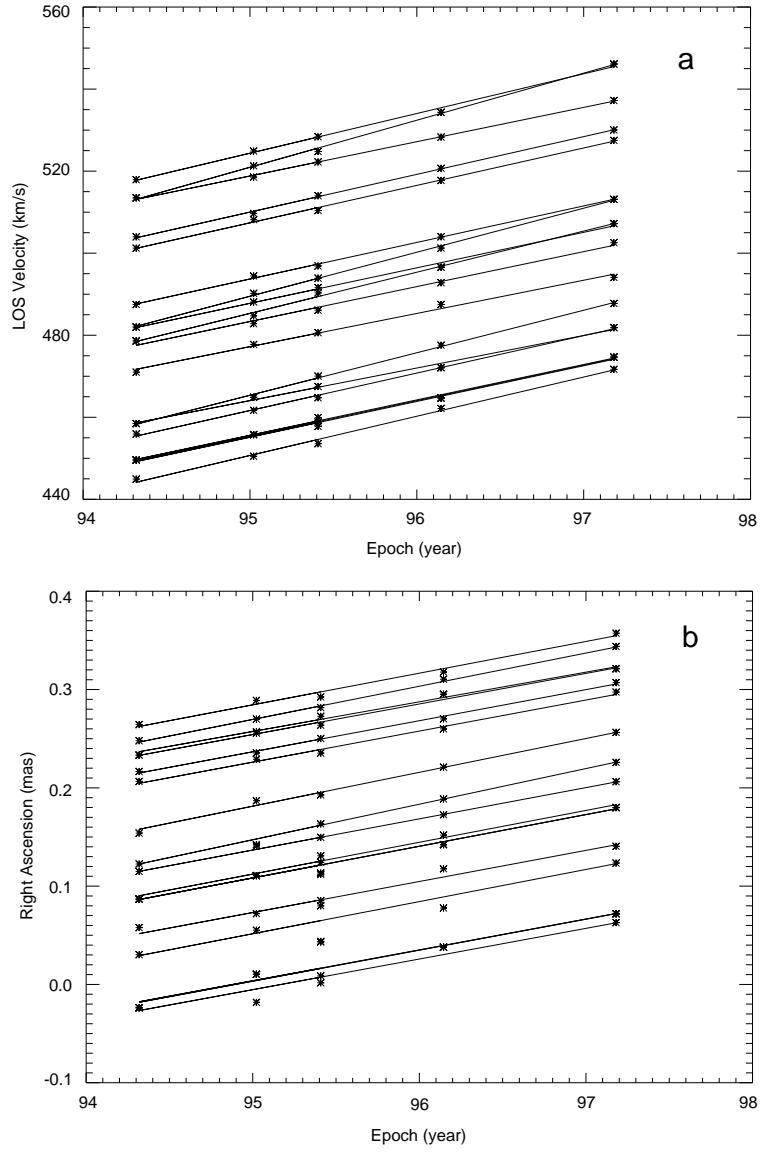 560
a
520
LOS Velocity (km/s)
480
440
94 95 96 97 98
Epoch (year)
0.4
b
0.3
0.2
Right Ascension (mas)
0.1
0.0
-0.1
94 95 96 97 98
Epoch (year)